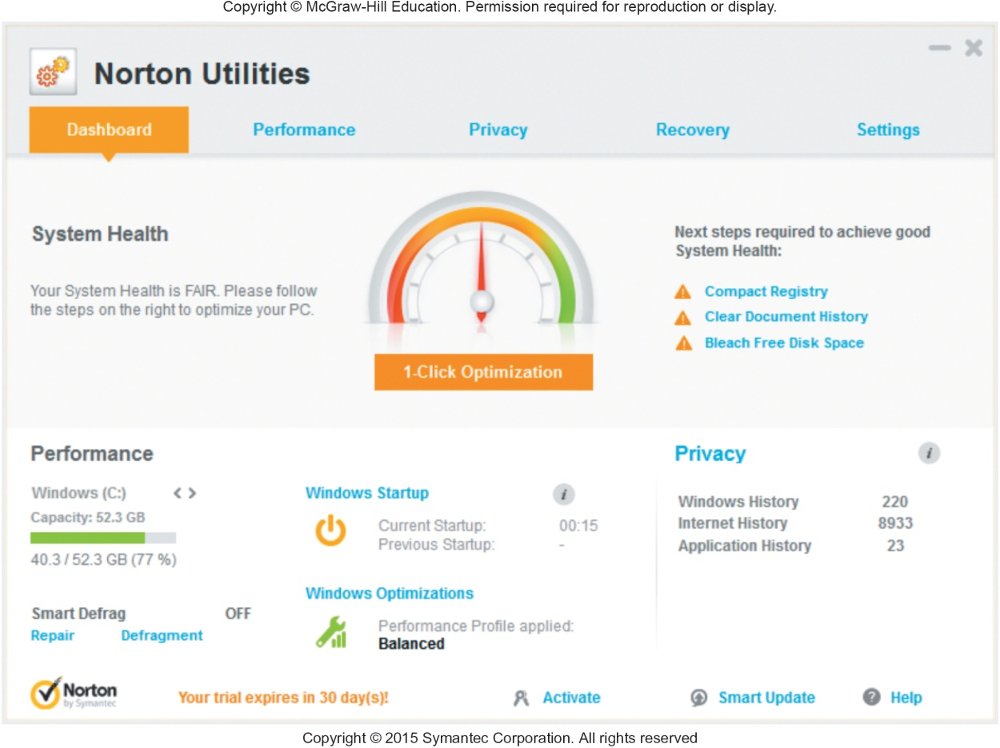 Copyright © McGraw-Hill Education. Permission required for reproduction or display.
Norton Utilities
Dashboard
Performance
Privacy
Recovery
Settings
System Health
Your System Health is FAIR. Please follow
the steps on the right to optimize your PC.
1-Click Optimization
Next steps required to achieve good
System Health:
Compact Registry
Clear Document History
Bleach Free Disk Space
Performance
Windows (C:) < >
Capacity: 52.3 GB
40.3 / 52.3 GB (77 %)
Smart Defrag OFF
Repair Defragment
Windows Startup i
Current Startup: 00:15
Previous Startup: -
Windows Optimizations
Performance Profile applied:
Balanced
Privacy i
Windows History 220
Internet History 8933
Application History 23
Norton
by Symantec
Your trial expires in 30 day(s)!
Activate
Smart Update
? Help
Copyright © 2015 Symantec Corporation. All rights reserved